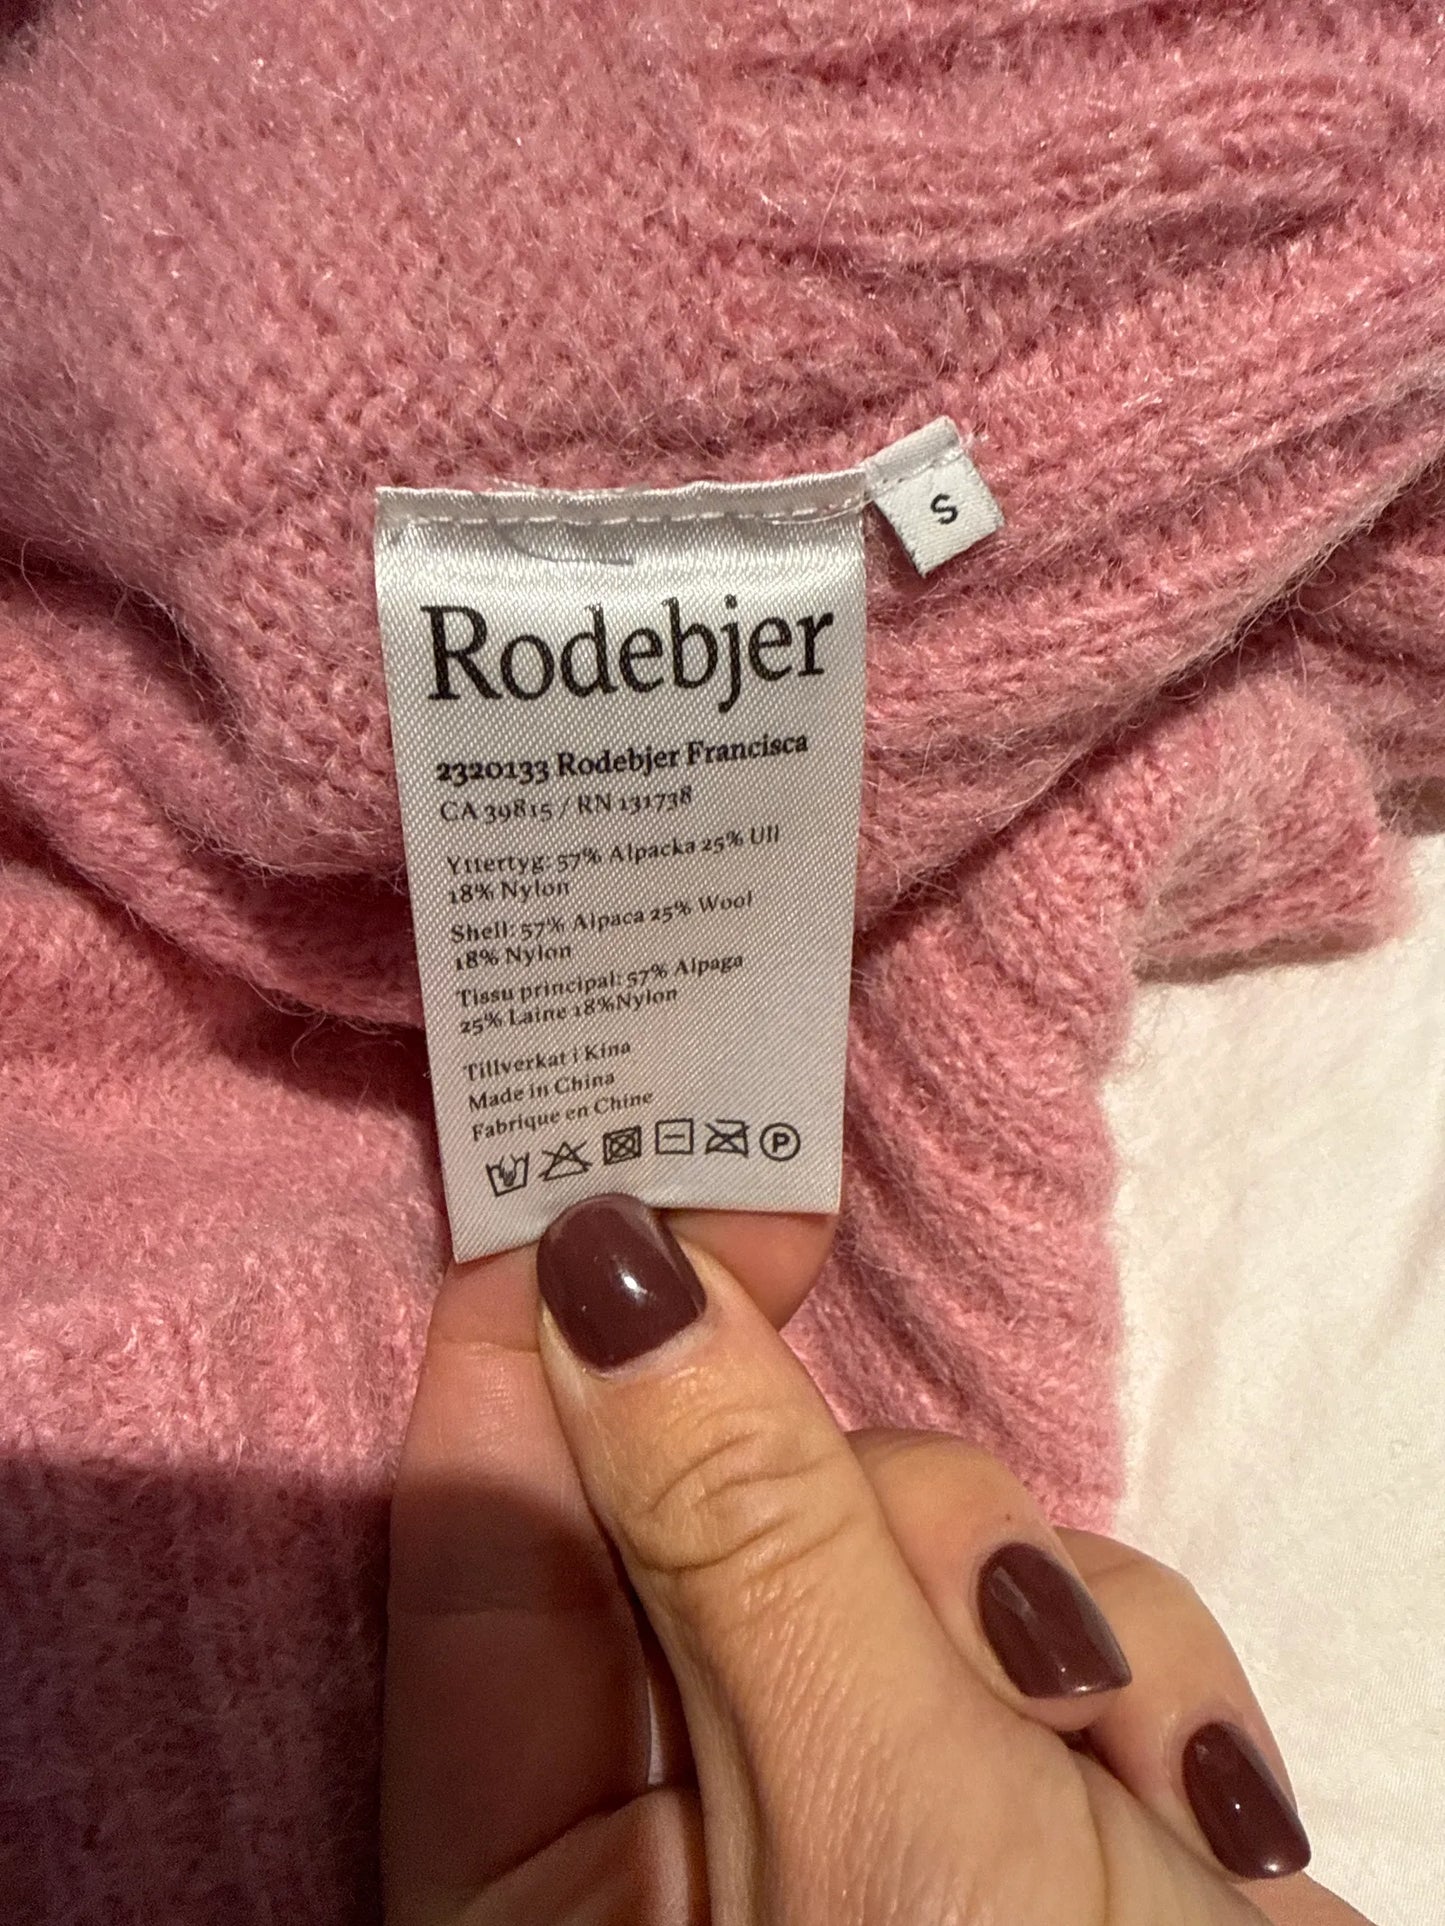 S
Rodebjer
2320133 Rodebjer Francisca
CA 39815 / RN 131738
Yttertyg: 57% Alpacka 25% Ull
18% Nylon
Shell: 57% Alpaca 25% Wool
18% Nylon
Tissu principal: 57% Alpaga
25% Laine 18%Nylon
Tillverkat i Kina
Made in China
Fabrique en Chine
P